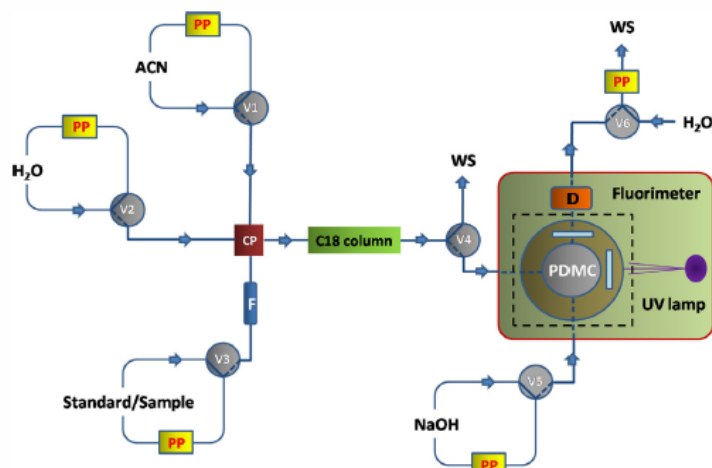 PP
ACN
V1
PP
H₂O
V2
CP
C18 column
F
V3
Standard/Sample
PP
WS
V4
WS
PP
V6
H₂O
Fluorimeter
D
PDMC
UV lamp
V5
NaOH
PP